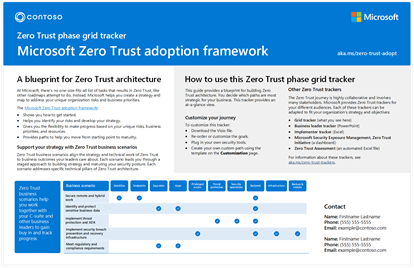 CONTOSO
Microsoft
Zero Trust phase grid tracker
Microsoft Zero Trust adoption framework
aka.ms/zero-trust-adopt
A blueprint for Zero Trust architecture
At Microsoft, there's no one-size-fits-all list of tasks that results in Zero Trust, like
other roadmaps attempt to do. Instead, Microsoft helps you create a strategy and
map to address your unique organization risks and business priorities.
The Microsoft Zero Trust adoption framework:
• Shows you how to get started.
• Helps you identify your risks and develop your strategy.
• Gives you the flexibility to make progress based on your unique risks, business
priorities, and resources.
• Provides paths to help you move from starting point to maturity.
Support your strategy with Zero Trust business scenarios
Zero Trust business scenarios align the strategy and technical work of Zero Trust
to business outcomes your leaders care about. Each scenario leads you through a
staged approach to building strategy and maturing your security posture. Each
scenario addresses specific technical pillars of Zero Trust architecture.
How to use this Zero Trust phase grid tracker
This guide provides a blueprint for building Zero
Trust architecture. You decide which paths are most
strategic for your business. This tracker provides an
at-a-glance view.
Customize your journey
To customize this tracker:
• Download the Visio file.
• Re-order or customize the goals.
• Plug in your own security tools.
• Create your own custom path using the
template on the Customization page.
Other Zero Trust trackers
The Zero Trust journey is highly collaborative and involves
many stakeholders. Microsoft provides Zero Trust trackers for
your different audiences. Each of these trackers can be
adapted to fit your organization's strategy and objectives:
• Grid tracker (what you see here)
• Business leader tracker (PowerPoint)
• Implementer tracker (Excel)
• Microsoft Security Exposure Management, Zero Trust
Initiative (a dashboard)
• Zero Trust Assessment (an automated Excel file)
For information about these trackers, see
aka.ms/zero-trust-trackers.
Zero Trust
business
scenarios help
you work
together with
your C-suite and
other business
leaders to gain
buy in and track
progress
Business scenario
Identities
Endpoints
Apps
Network
Infrastructure
Secure remote and hybrid
work
Identify and protect
sensitive business data
Implement threat
protection and XDR
Implement security breach
prevention and recovery
infrastructure
Meet regulatory and
compliance requirements
Contact
Name: Firstname Lastname
Phone: (555) 555-5555
Email: example@contoso.com
Name: Firstname Lastname
Phone: (555) 555-5555
Email: example@contoso.com